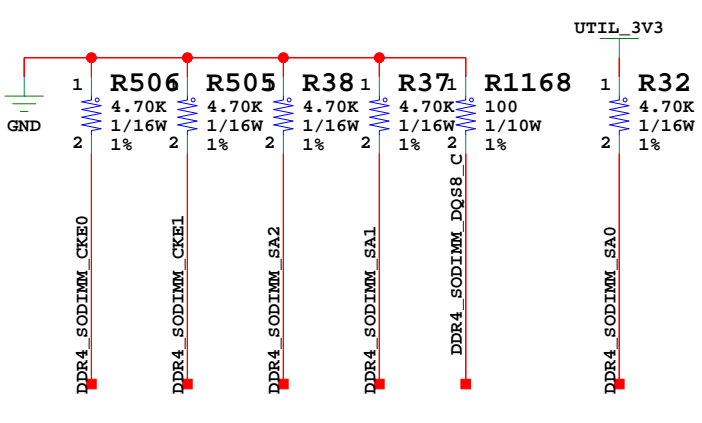 UTIL_3V3
GND
1
R506
4.70K
1/16W
2
1%
DDR4_SODIMM_CKE0
1
R505
4.70K
1/16W
2
1%
DDR4_SODIMM_CKE1
1
R38
4.70K
1/16W
2
1%
DDR4_SODIMM_SA2
1
R37
4.70K
1/16W
2
1%
DDR4_SODIMM_SA1
1
R1168
100
1/10W
2
1%
DDR4_SODIMM_DQS8_C
1
R32
4.70K
1/16W
2
1%
DDR4_SODIMM_SA0